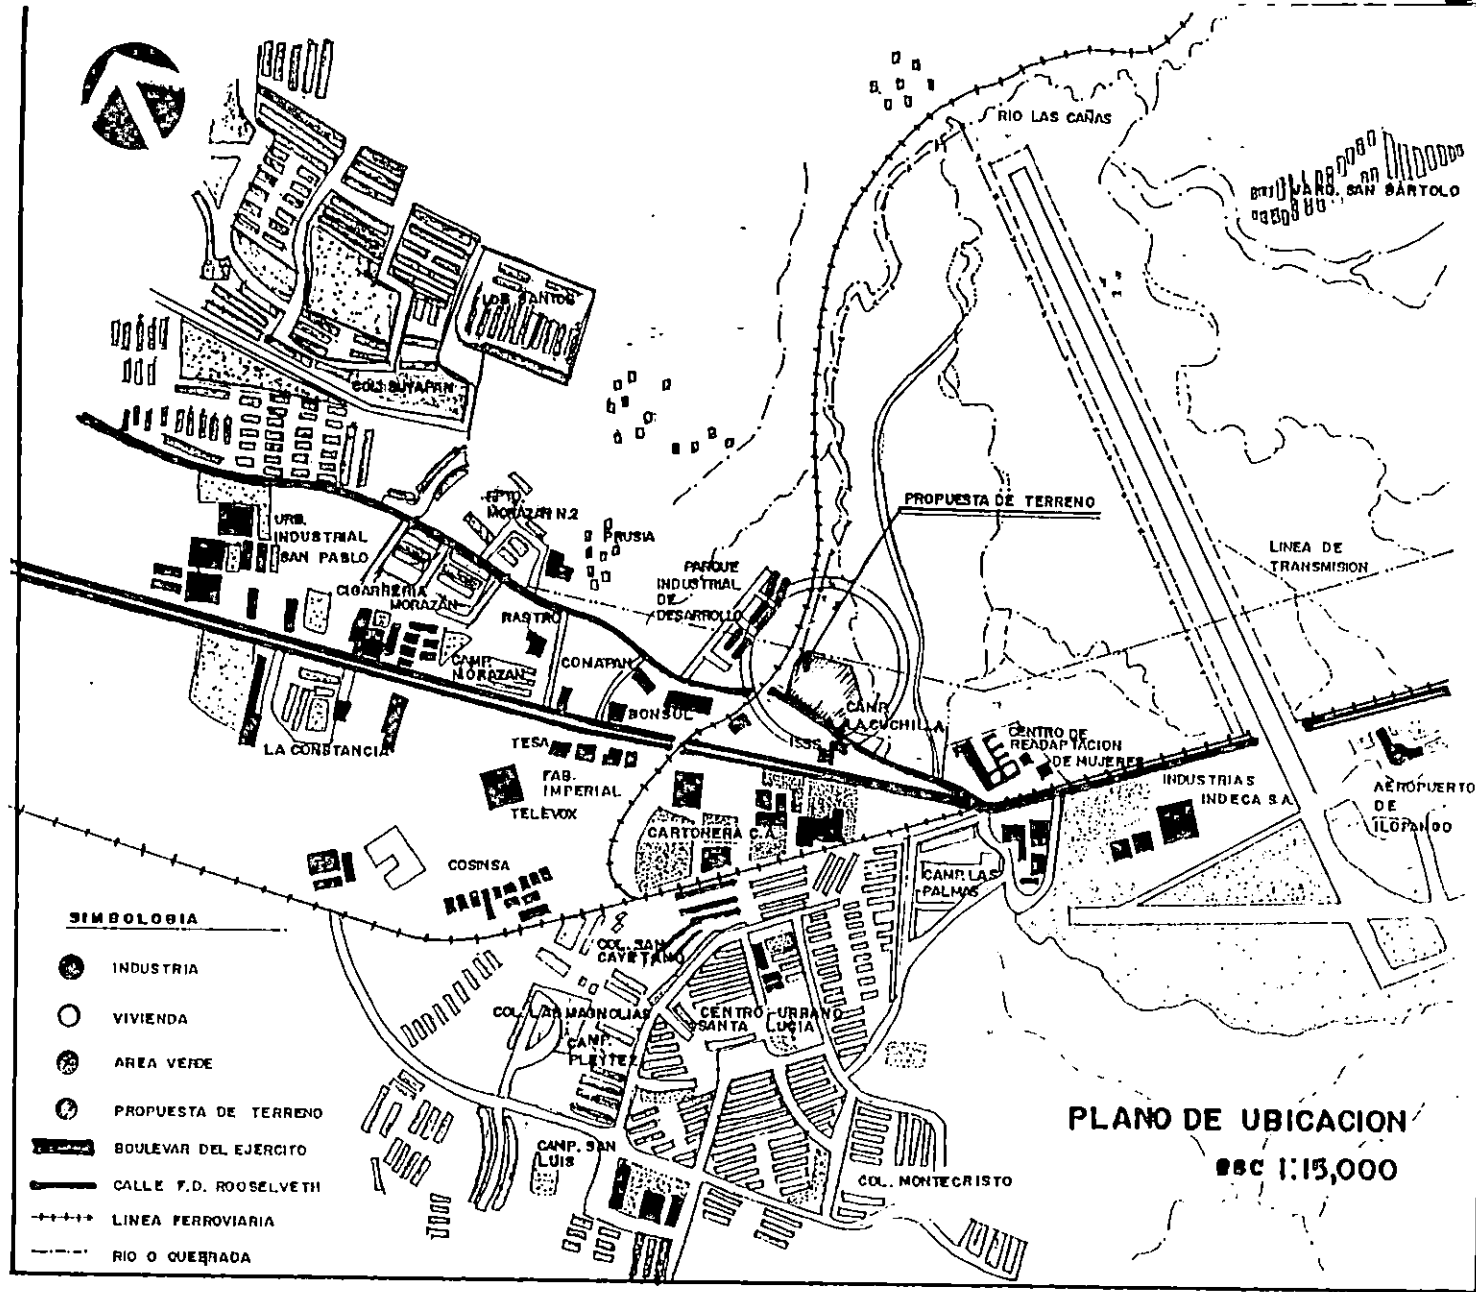 RIO LAS CAÑAS
JARD. SAN BARTOLO
LOS SANTOS
COL. SUYAPAN
PROPUESTA DE TERRENO
RPTO
MORAZAN N.2
PRUSIA
URB.
INDUSTRIAL
SAN PABLO
LINEA DE
TRANSMISION
PARQUE
INDUSTRIAL
DE
DESARROLLO
CIGARRERIA
MORAZAN
RASTRO
CAMP.
MORAZAN
CONAPAN
BONSUL
CAMP.
LA CUCHILLA
ISSS
LA CONSTANCIA
TESA
FAB.
IMPERIAL
TELEVOX
CENTRO DE
READAPTACION
DE MUJERES
INDUSTRIAS
INDECA S.A.
AEROPUERTO
DE
ILOPANGO
CARTONERA C.A.
COSINSA
CAMP. LAS
PALMAS
COL. SAN
CAYETANO
COL. LAS MAGNOLIAS
CAMP.
PLEYTEZ
CENTRO URBANO
SANTA LUCIA
CAMP. SAN
LUIS
COL. MONTECRISTO
SIMBOLOGIA
INDUSTRIA
VIVIENDA
AREA VERDE
PROPUESTA DE TERRENO
BOULEVAR DEL EJERCITO
CALLE F.D. ROOSELVETH
LINEA FERROVIARIA
RIO O QUEBRADA
PLANO DE UBICACION
ESC 1:15,000